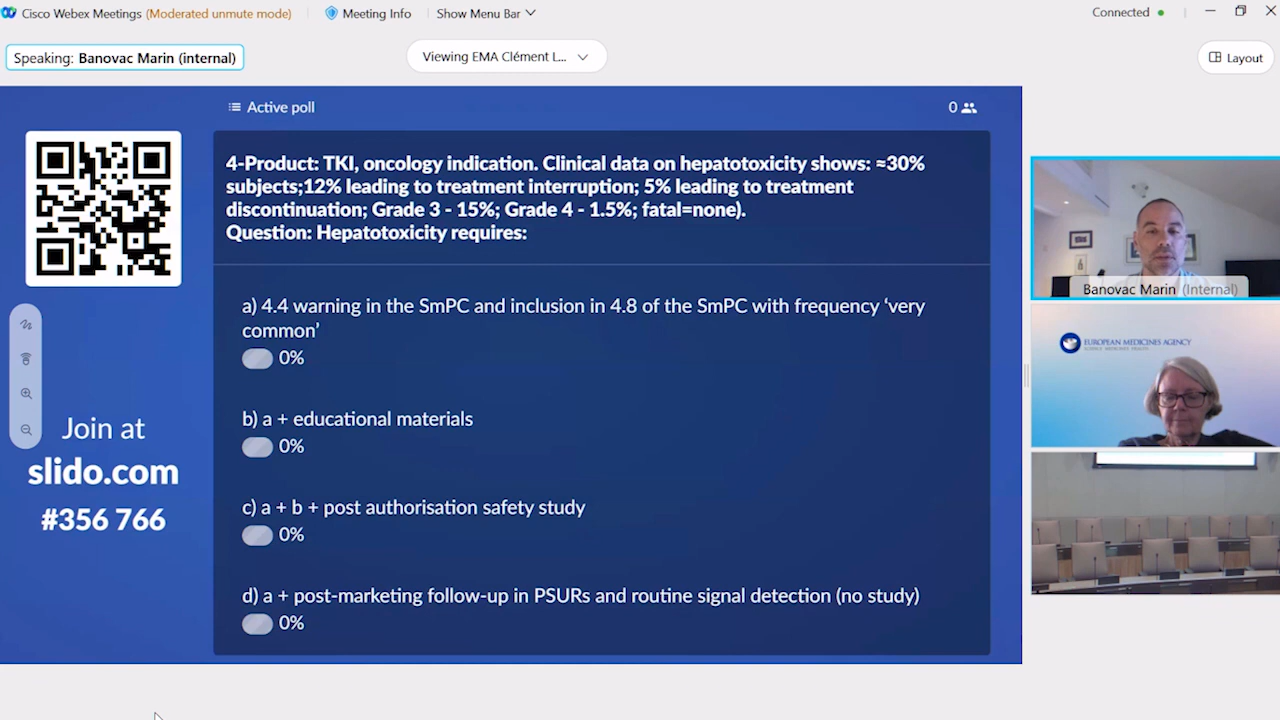 Cisco Webex Meetings (Moderated unmute mode)
Meeting Info
Show Menu Bar
Connected
Speaking: Banovac Marin (internal)
Viewing EMA Clément L...
Layout
Active poll
0
4-Product: TKI, oncology indication. Clinical data on hepatotoxicity shows: ≈30%
subjects;12% leading to treatment interruption; 5% leading to treatment
discontinuation; Grade 3 - 15%; Grade 4 - 1.5%; fatal=none).
Question: Hepatotoxicity requires:
a) 4.4 warning in the SmPC and inclusion in 4.8 of the SmPC with frequency ‘very
common’
0%
b) a + educational materials
0%
c) a + b + post authorisation safety study
0%
d) a + post-marketing follow-up in PSURs and routine signal detection (no study)
0%
Join at
slido.com
#356 766
Banovac Marin (Internal)
EUROPEAN MEDICINES AGENCY
SCIENCE MEDICINES HEALTH